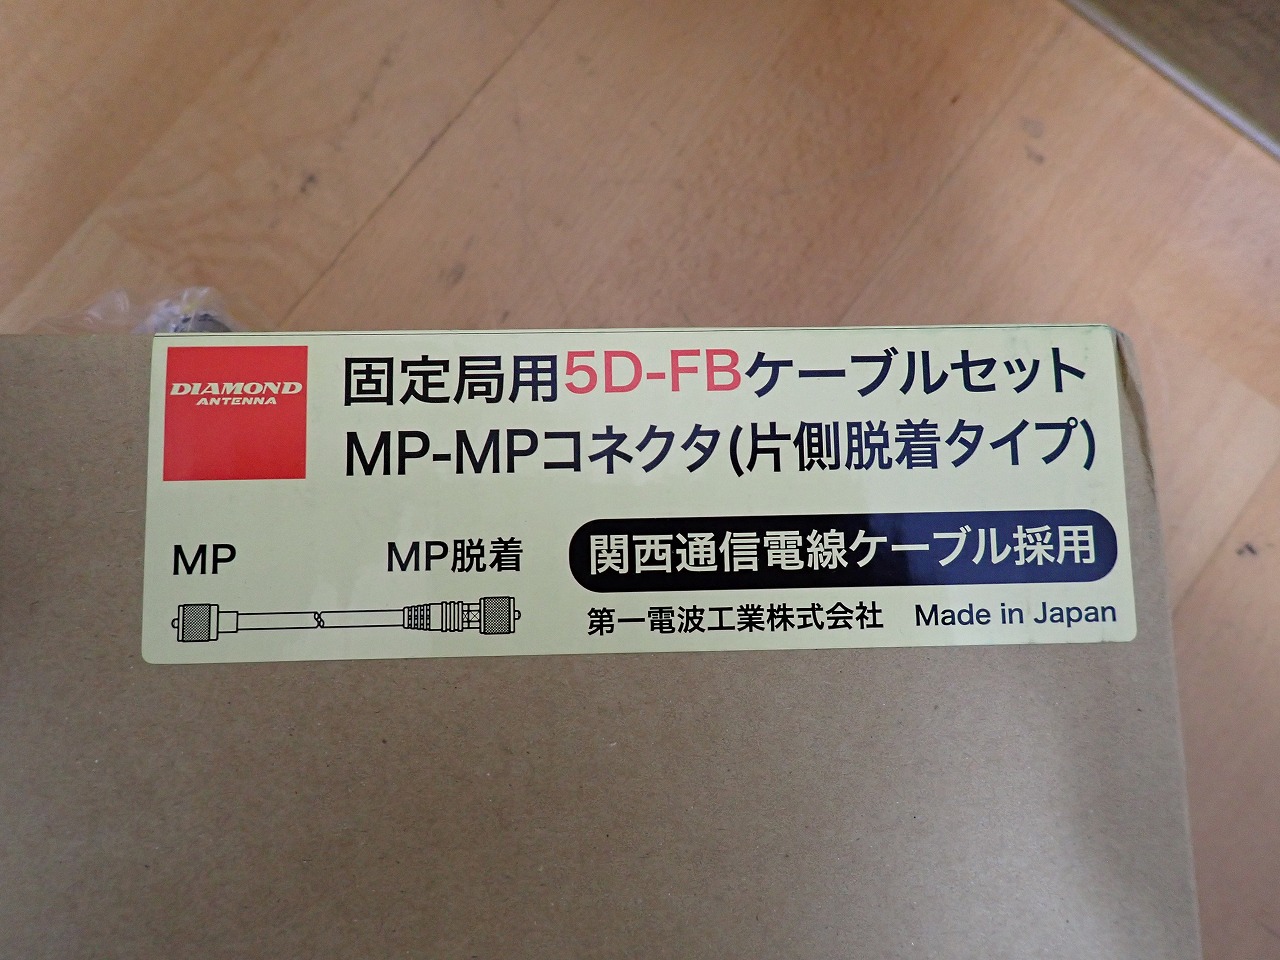 DIAMOND
ANTENNA
固定局用5D-FBケーブルセット
MP-MPコネクタ(片側脱着タイプ)
MP
MP脱着
関西通信電線ケーブル採用
第一電波工業株式会社 Made in Japan